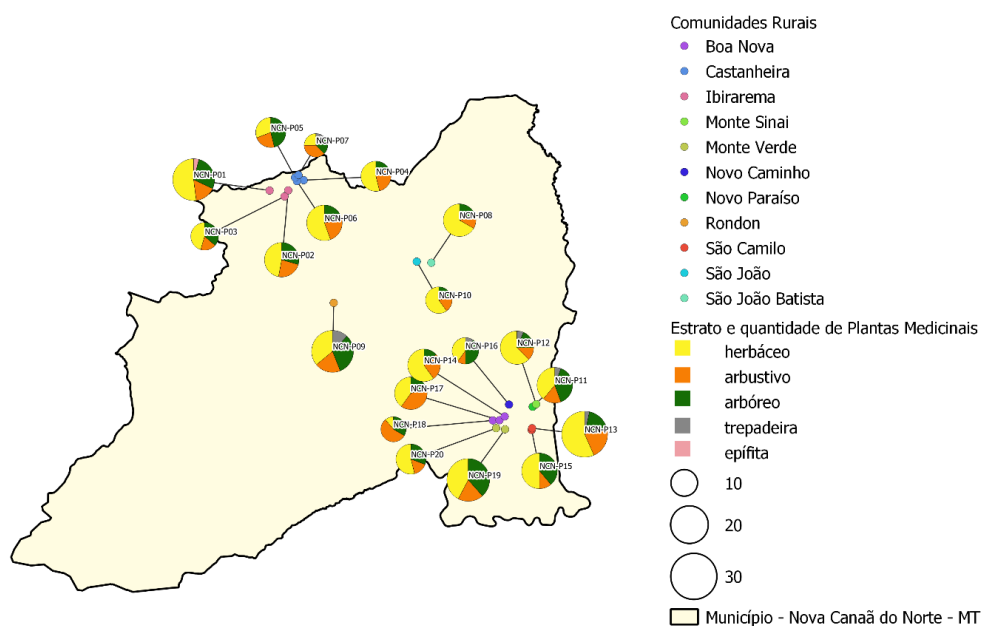 Comunidades Rurais
Boa Nova
Castanheira
Ibirarema
Monte Sinai
Monte Verde
Novo Caminho
Novo Paraíso
Rondon
São Camilo
São João
São João Batista
Estrato e quantidade de Plantas Medicinais
herbáceo
arbustivo
arbóreo
trepadeira
epífita
10
20
30
Município - Nova Canaã do Norte - MT
NCN-P05
NCN-P07
NCN-P01
NCN-P04
NCN-P06
NCN-P08
NCN-P03
NCN-P02
NCN-P10
NCN-P09
NCN-P16
NCN-P12
NCN-P14
NCN-P11
NCN-P17
NCN-P18
NCN-P13
NCN-P20
NCN-P19
NCN-P15